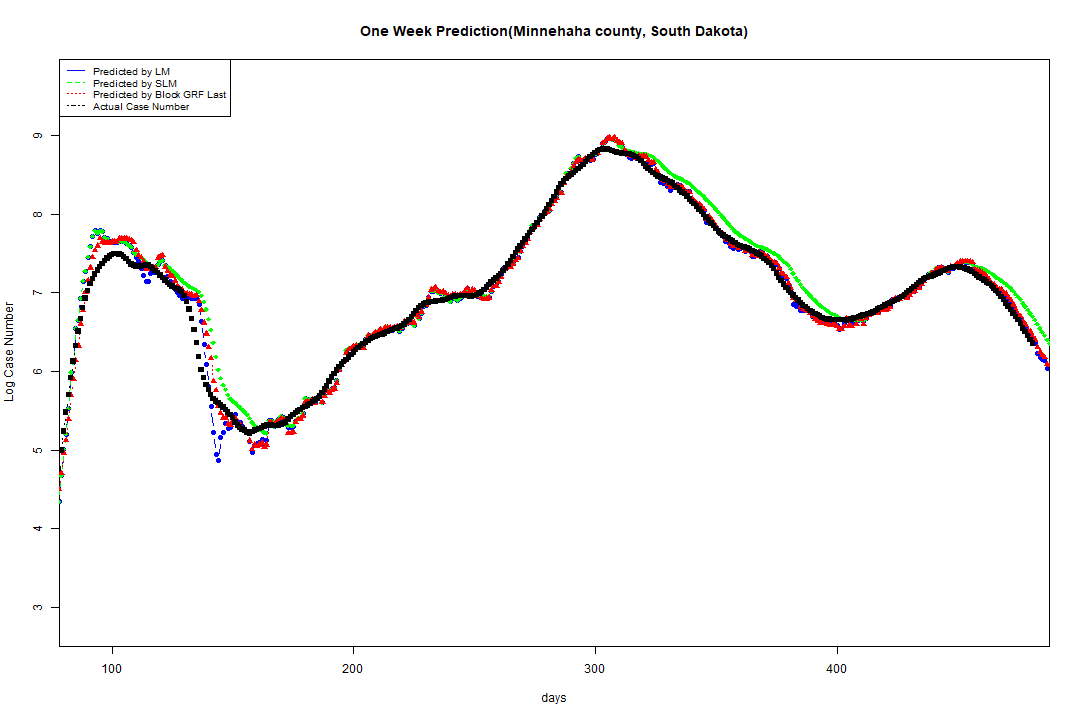 One Week Prediction(Minnehaha county, South Dakota)
Predicted by LM
Predicted by SLM
Predicted by Block GRF Last
Actual Case Number
9
8
7
6
5
4
3
Log Case Number
100 200 300 400
days